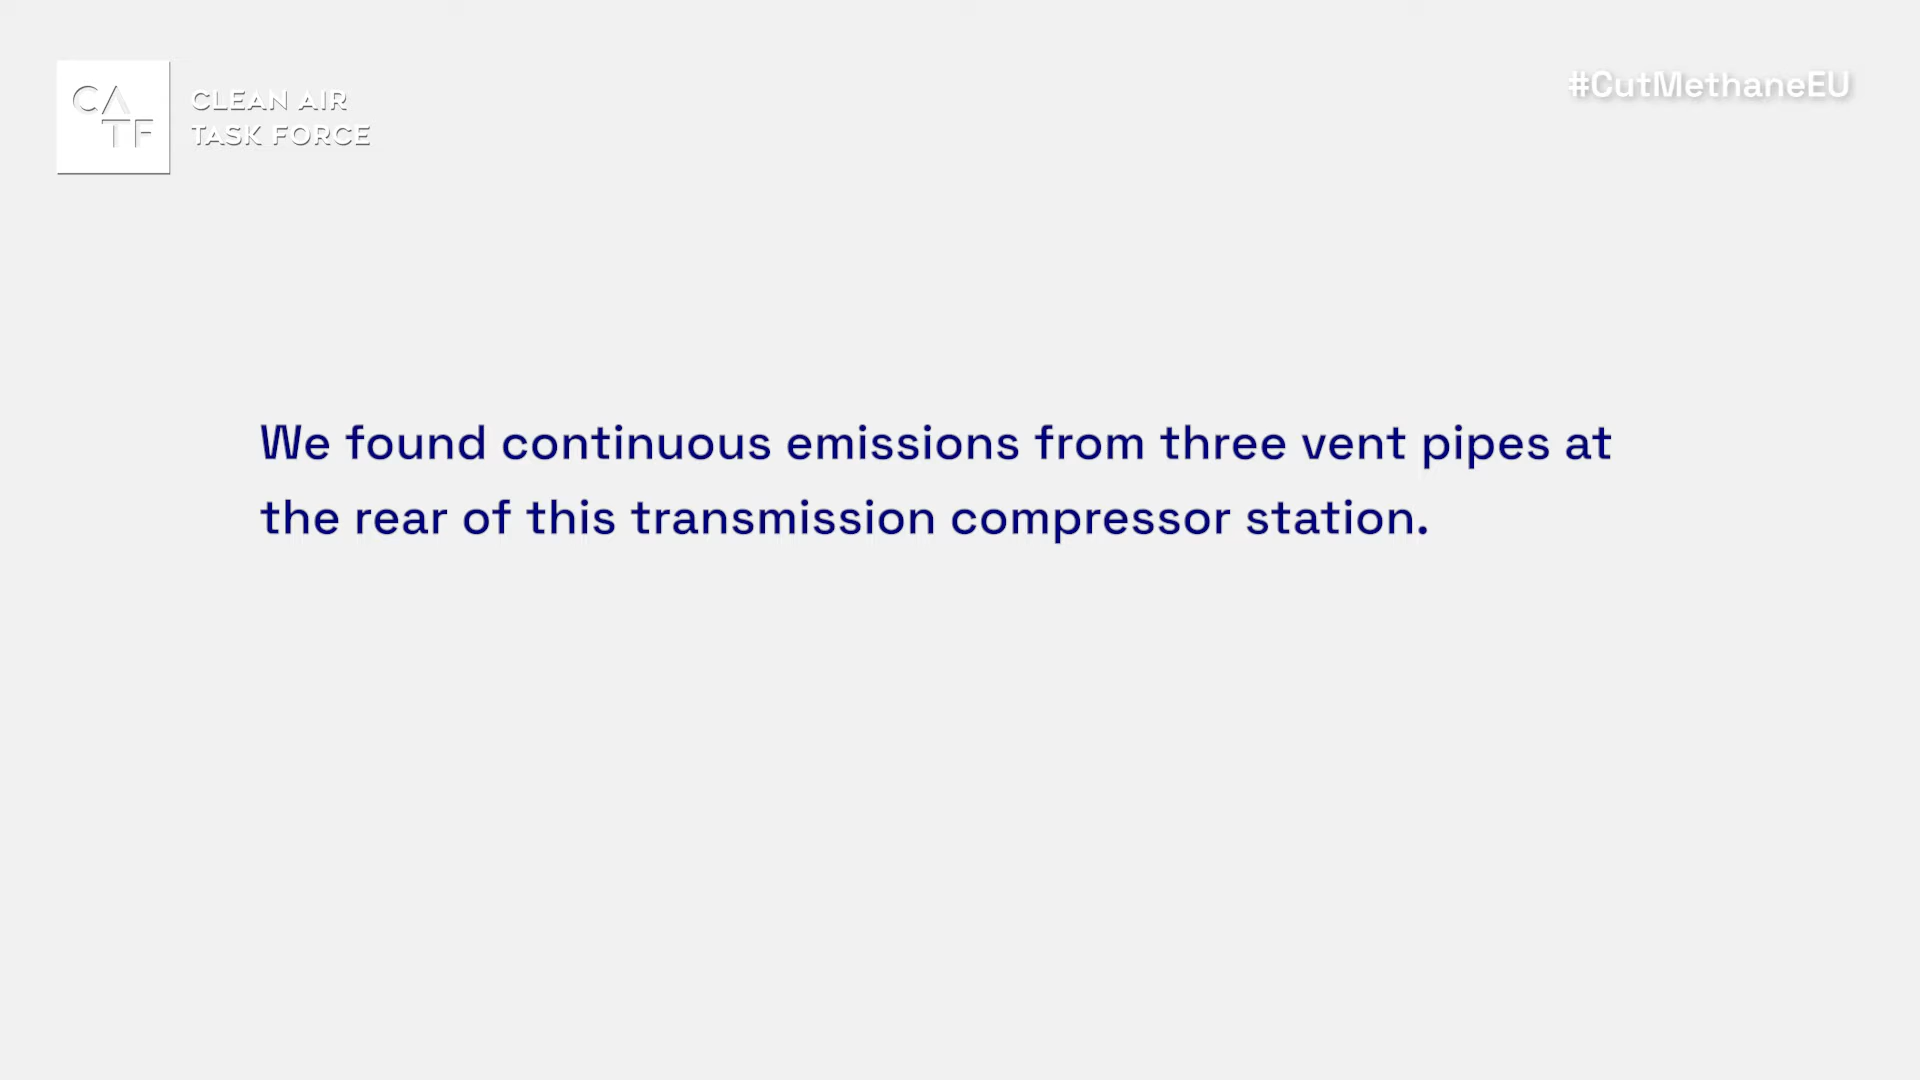 CA
TF
CLEAN AIR
TASK FORCE
#CutMethaneEU
We found continuous emissions from three vent pipes at
the rear of this transmission compressor station.